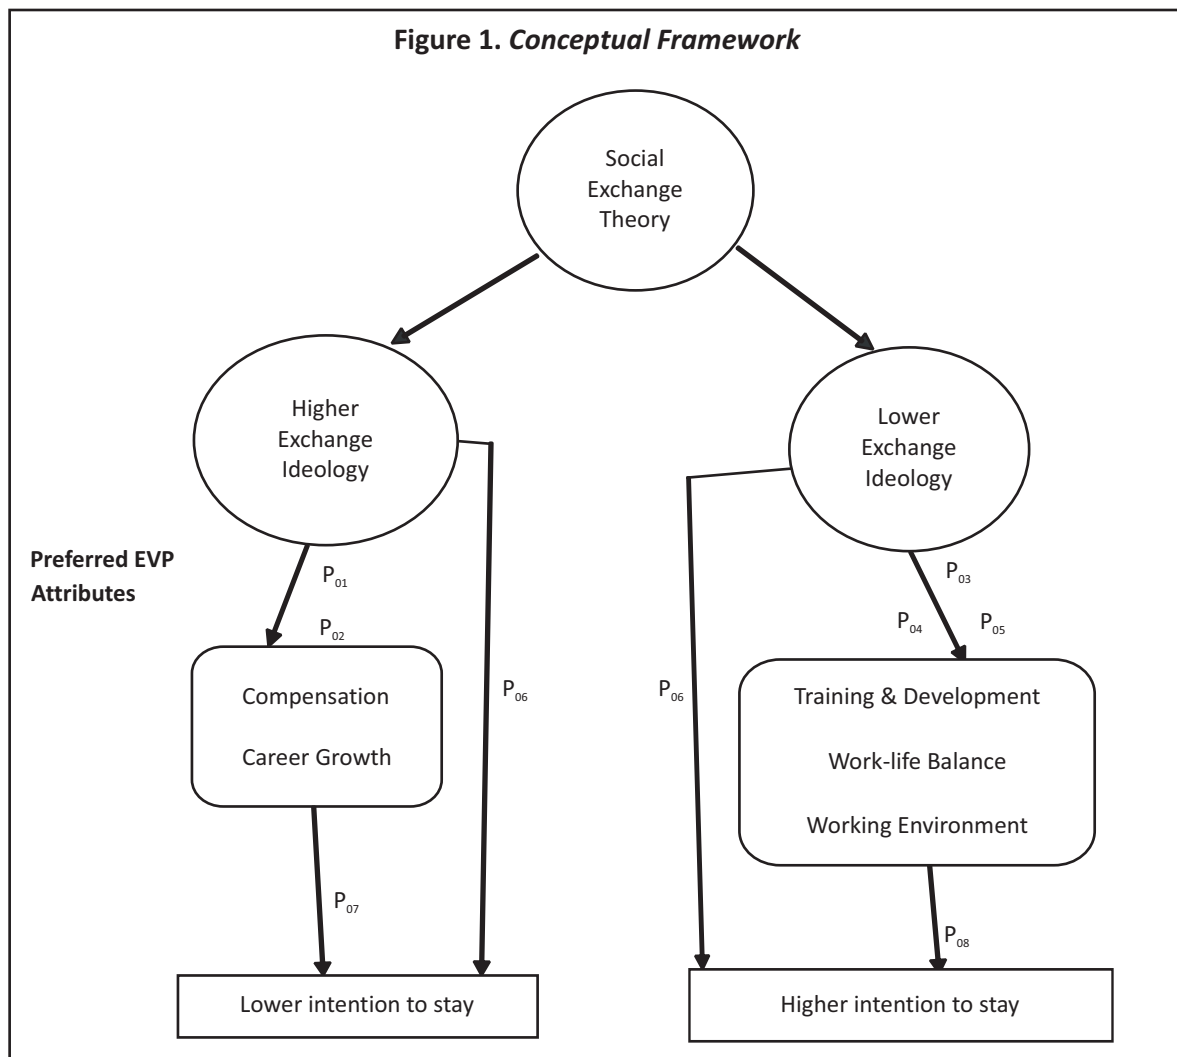 Figure 1. Conceptual Framework
Social
Exchange
Theory
Higher
Exchange
Ideology
Lower
Exchange
Ideology
Preferred EVP
Attributes
P01
P02
P03
P04
P05
Compensation
Career Growth
P06
P06
Training & Development
Work-life Balance
Working Environment
P07
P08
Lower intention to stay
Higher intention to stay